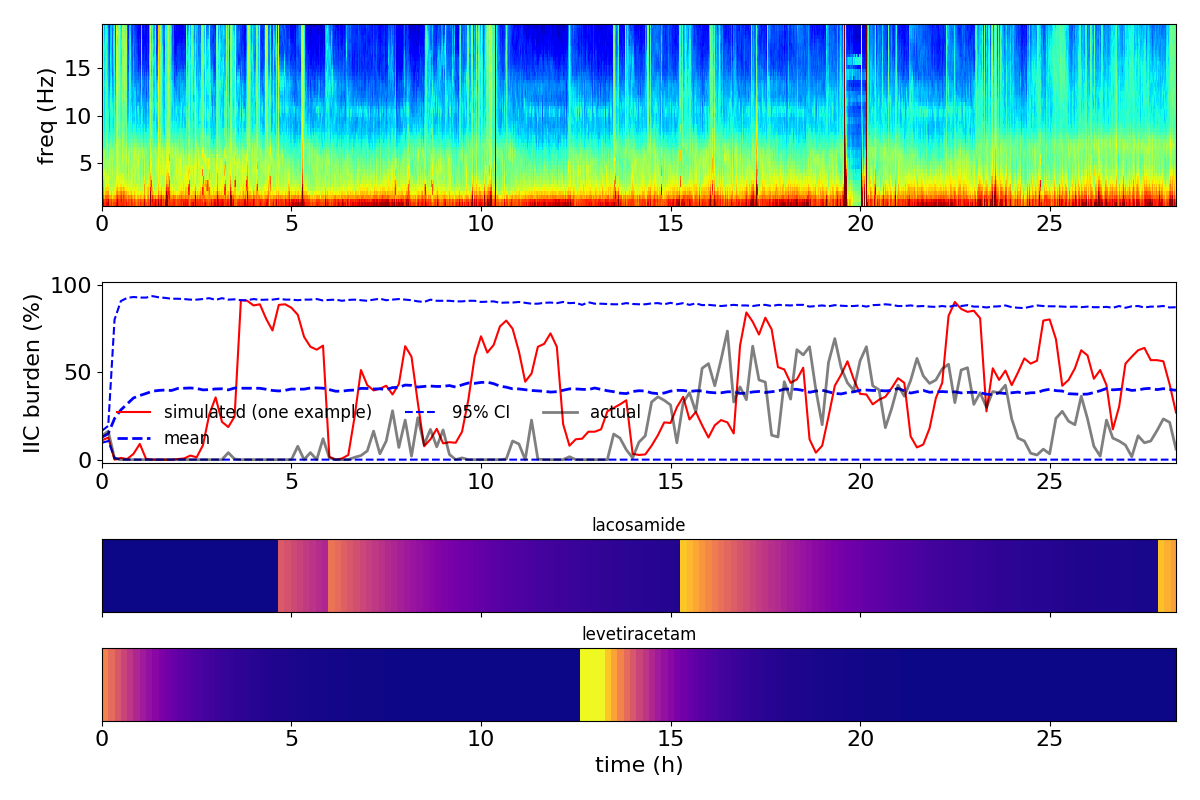 freq (Hz)
15
10
5
0 5 10 15 20 25
IIC burden (%)
100
50
0
simulated (one example) 95% CI actual
mean
0 5 10 15 20 25
lacosamide
levetiracetam
0 5 10 15 20 25
time (h)